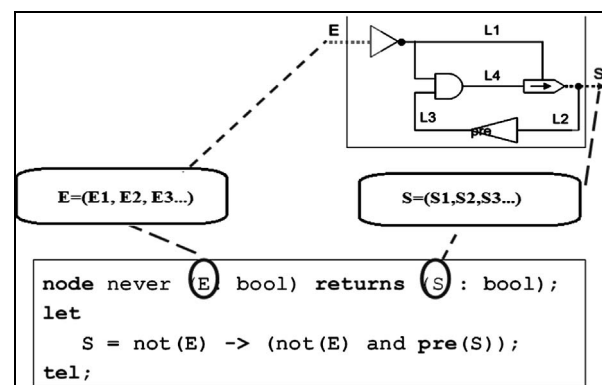 E
L1
L4
S
L3
pre
L2
E=(E1, E2, E3...)
S=(S1,S2,S3...)
node never (E: bool) returns (S : bool);
let
S = not(E) -> (not(E) and pre(S));
tel;